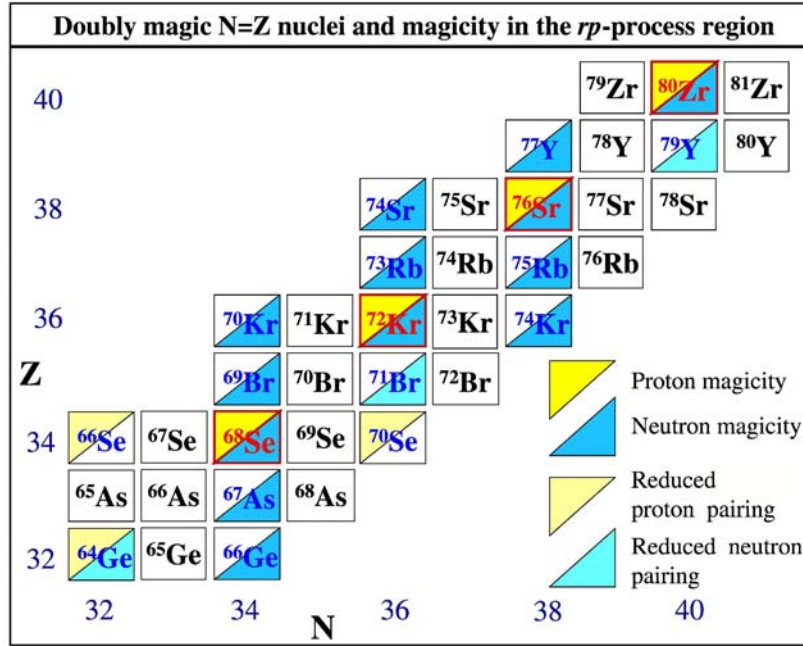 Doubly magic N=Z nuclei and magicity in the rp-process region
40 ⁷⁹Zr ⁸⁰Zr ⁸¹Zr
⁷⁷Y ⁷⁸Y ⁷⁹Y ⁸⁰Y
38 ⁷⁴Sr ⁷⁵Sr ⁷⁶Sr ⁷⁷Sr ⁷⁸Sr
⁷³Rb ⁷⁴Rb ⁷⁵Rb ⁷⁶Rb
36 ⁷⁰Kr ⁷¹Kr ⁷²Kr ⁷³Kr ⁷⁴Kr
Z ⁶⁹Br ⁷⁰Br ⁷¹Br ⁷²Br
34 ⁶⁶Se ⁶⁷Se ⁶⁸Se ⁶⁹Se ⁷⁰Se
⁶⁵As ⁶⁶As ⁶⁷As ⁶⁸As
32 ⁶⁴Ge ⁶⁵Ge ⁶⁶Ge
Proton magicity
Neutron magicity
Reduced
proton pairing
Reduced neutron
pairing
32 34 36 38 40
N